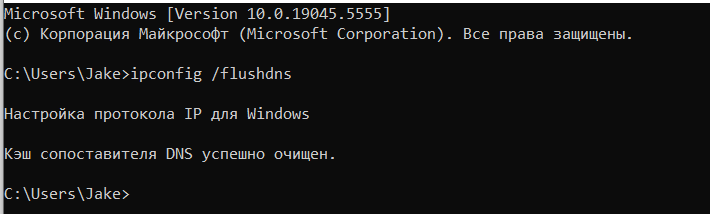 Microsoft Windows [Version 10.0.19045.5555]
(c) Корпорация Майкрософт (Microsoft Corporation). Все права защищены.
C:\Users\Jake>ipconfig /flushdns
Настройка протокола IP для Windows
Кэш сопоставителя DNS успешно очищен.
C:\Users\Jake>